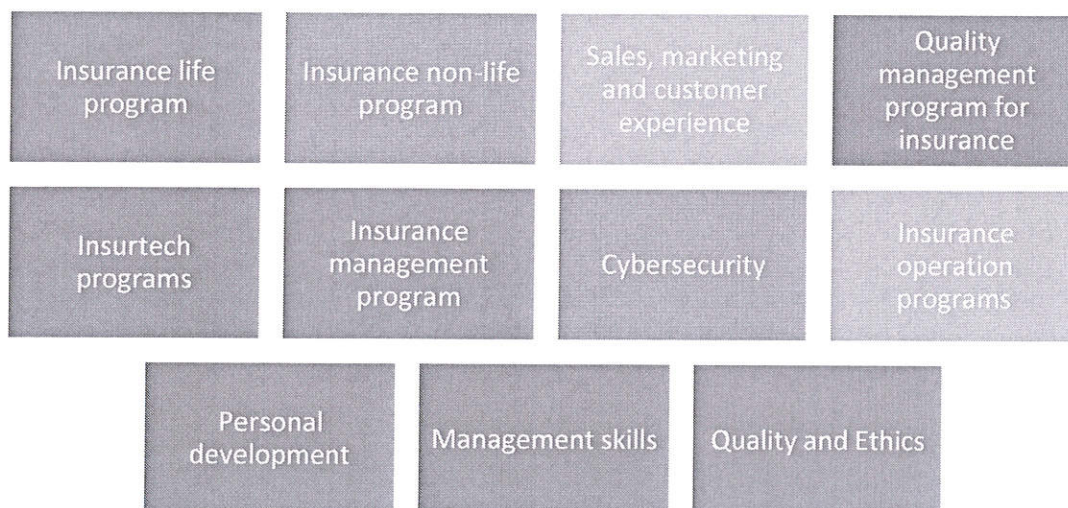 Insurance life
program
Insurance non-life
program
Sales, marketing
and customer
experience
Quality
management
program for
insurance
Insurtech
programs
Insurance
management
program
Cybersecurity
Insurance
operation
programs
Personal
development
Management skills
Quality and Ethics